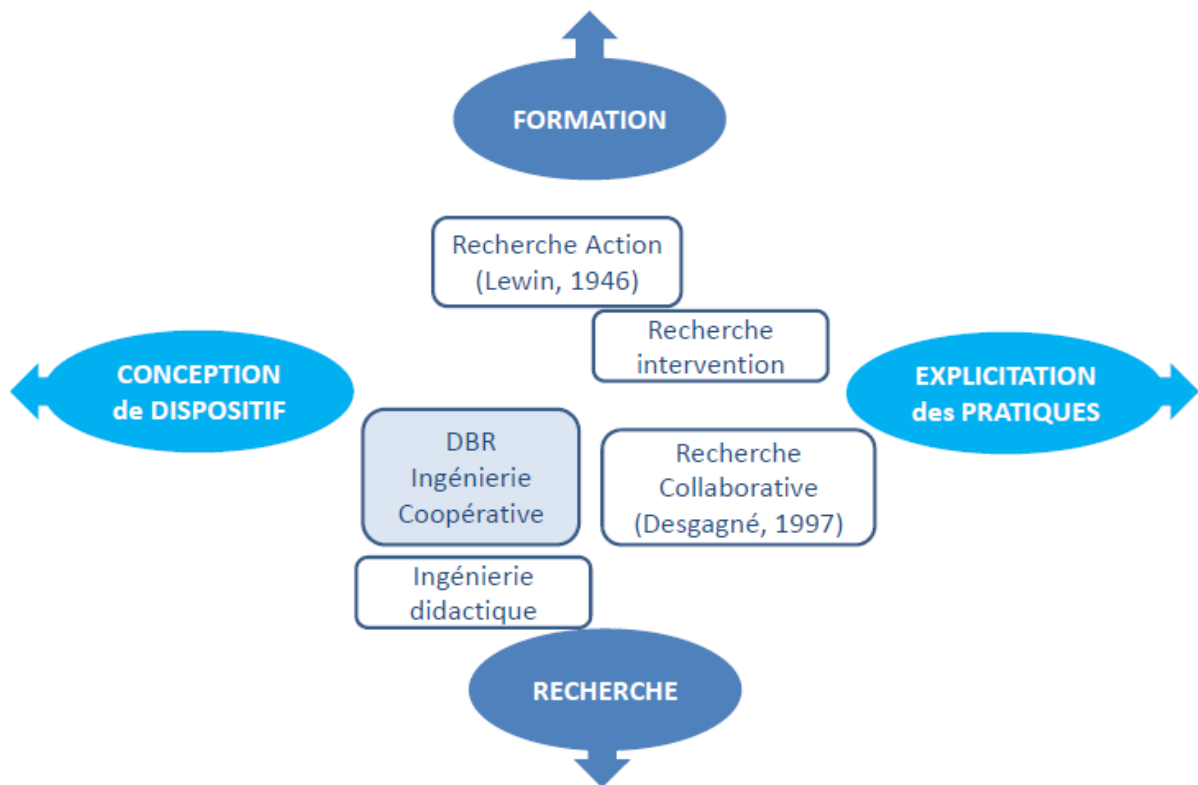 FORMATION
Recherche Action
(Lewin, 1946)
Recherche
intervention
CONCEPTION
de DISPOSITIF
EXPLICITATION
des PRATIQUES
DBR
Ingénierie
Coopérative
Recherche
Collaborative
(Desgagné, 1997)
Ingénierie
didactique
RECHERCHE